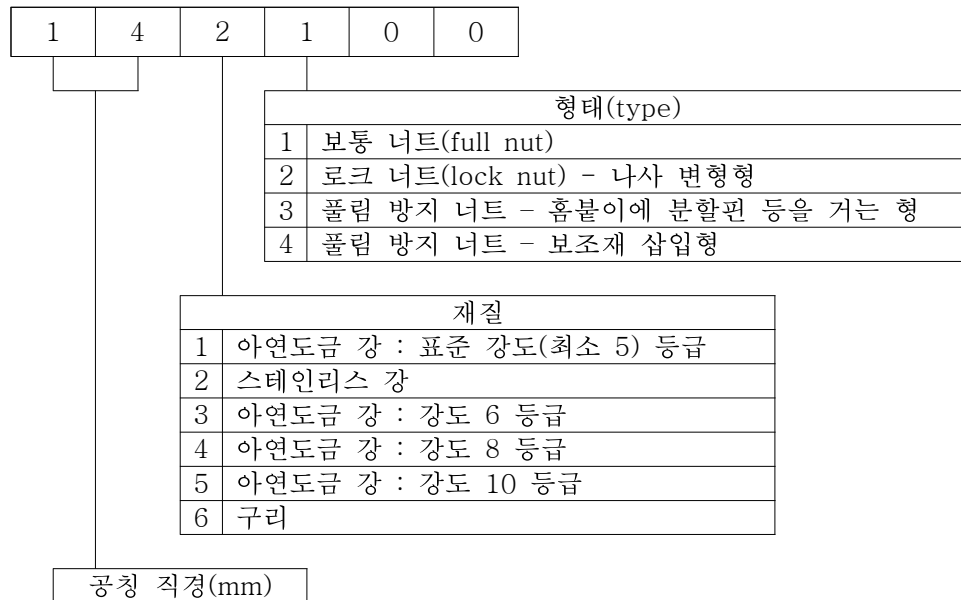 1 4 2 1 0 0
형태(type)
1 보통 너트(full nut)
2 로크 너트(lock nut) - 나사 변형형
3 풀림 방지 너트 - 홈붙이에 분할핀 등을 거는 형
4 풀림 방지 너트 - 보조재 삽입형
재질
1 아연도금 강 : 표준 강도(최소 5) 등급
2 스테인리스 강
3 아연도금 강 : 강도 6 등급
4 아연도금 강 : 강도 8 등급
5 아연도금 강 : 강도 10 등급
6 구리
공칭 직경(mm)